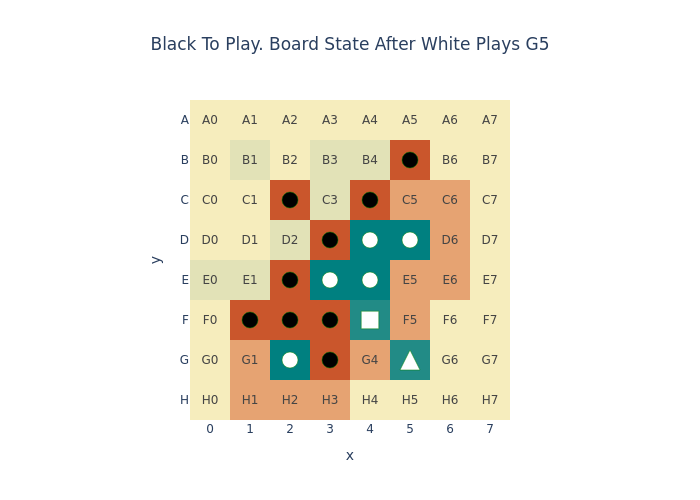 Black To Play. Board State After White Plays G5
A A0 A1 A2 A3 A4 A5 A6 A7
B B0 B1 B2 B3 B4 B6 B7
C C0 C1 C3 C5 C6 C7
D D0 D1 D2 D6 D7
y
E E0 E1 E5 E6 E7
F F0 F5 F6 F7
G G0 G1 G4 G6 G7
H H0 H1 H2 H3 H4 H5 H6 H7
0 1 2 3 4 5 6 7
x